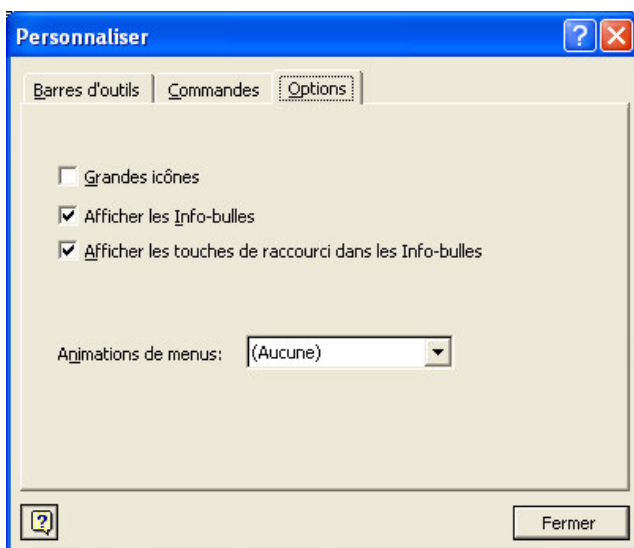 Personnaliser
Barres d'outils Commandes Options
Grandes icônes
Afficher les Info-bulles
Afficher les touches de raccourci dans les Info-bulles
Animations de menus: (Aucune)
Fermer